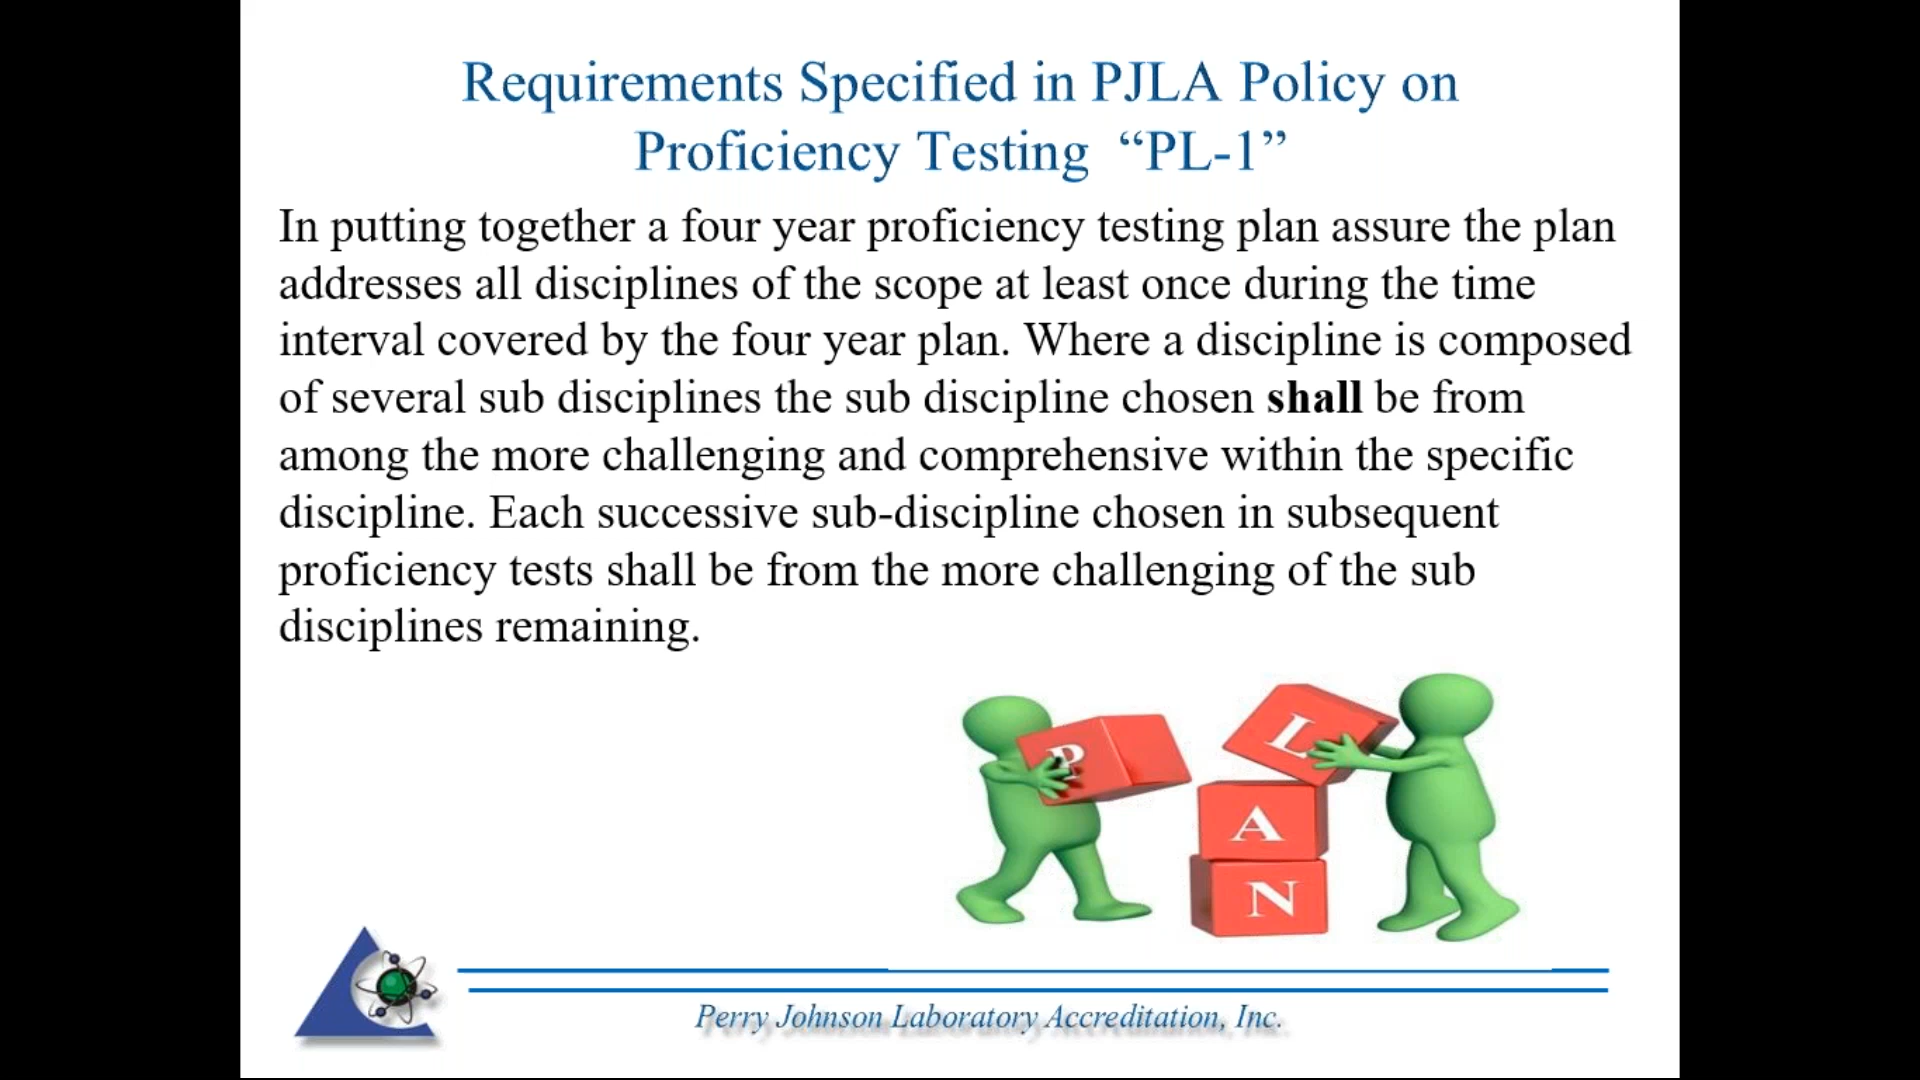 Requirements Specified in PJLA Policy on
Proficiency Testing “PL-1”
In putting together a four year proficiency testing plan assure the plan
addresses all disciplines of the scope at least once during the time
interval covered by the four year plan. Where a discipline is composed
of several sub disciplines the sub discipline chosen shall be from
among the more challenging and comprehensive within the specific
discipline. Each successive sub-discipline chosen in subsequent
proficiency tests shall be from the more challenging of the sub
disciplines remaining.
P
L
A
N
Perry Johnson Laboratory Accreditation, Inc.